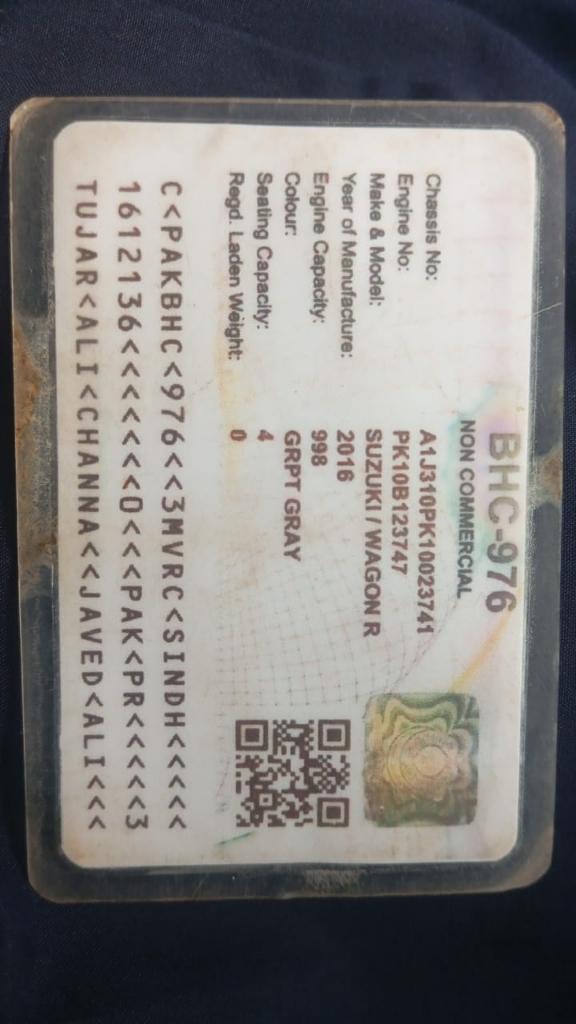 BHC-976
NON COMMERCIAL
Chassis No: A1J310PK10023741
Engine No: PK10B123747
Make & Model: SUZUKI / WAGON R
Year of Manufacture: 2016
Engine Capacity: 998
Colour: GRPT GRAY
Seating Capacity: 4
Regd. Laden Weight: 0
C<PAKBHC<976<<3MVRC<SINDH<<<<<
1612136<<<<<<<0<<<PAK<PR<<<<<3
TUJAR<ALI<CHANNA<<JAVED<ALI<<<